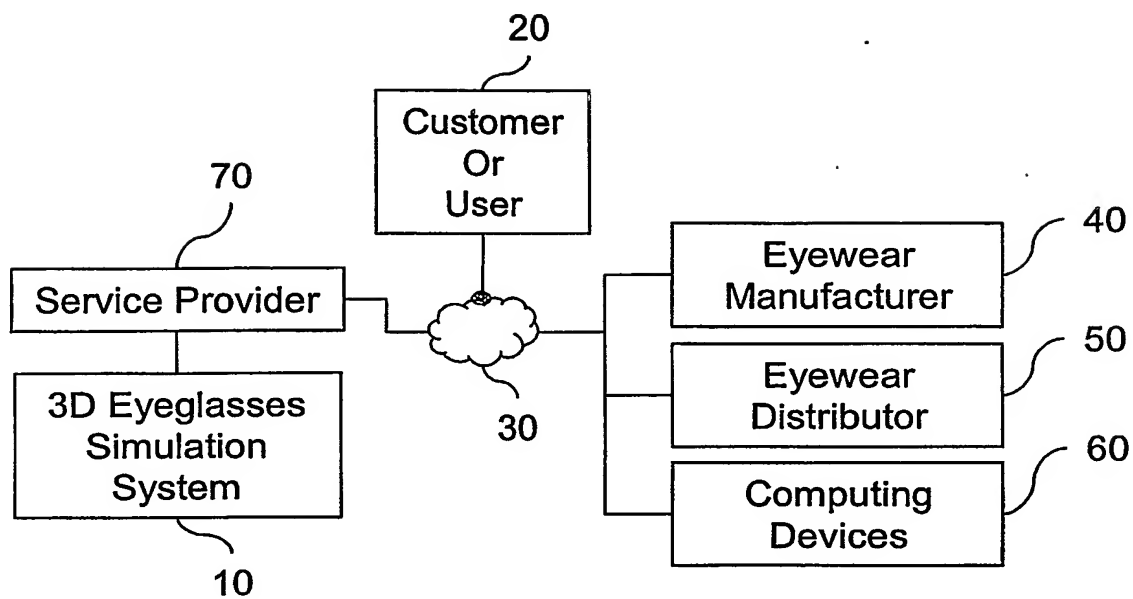 20
Customer
Or
User
70
Service Provider
3D Eyeglasses
Simulation
System
10
30
40
Eyewear
Manufacturer
50
Eyewear
Distributor
60
Computing
Devices